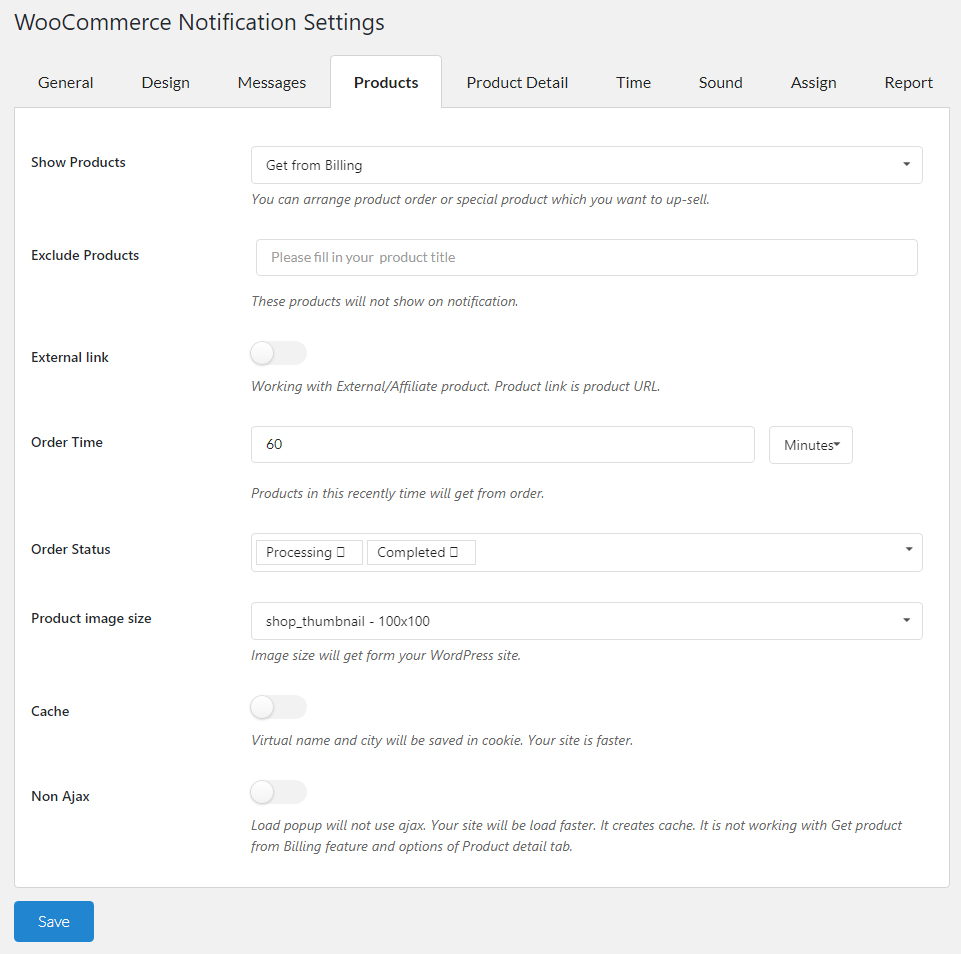 WooCommerce Notification Settings
General Design Messages Products Product Detail Time Sound Assign Report
Show Products
Get from Billing
You can arrange product order or special product which you want to up-sell.
Exclude Products
Please fill in your product title
These products will not show on notification.
External link
Working with External/Affiliate product. Product link is product URL.
Order Time
60 Minutes
Products in this recently time will get from order.
Order Status
Processing Completed
Product image size
shop_thumbnail - 100x100
Image size will get form your WordPress site.
Cache
Virtual name and city will be saved in cookie. Your site is faster.
Non Ajax
Load popup will not use ajax. Your site will be load faster. It creates cache. It is not working with Get product
from Billing feature and options of Product detail tab.
Save